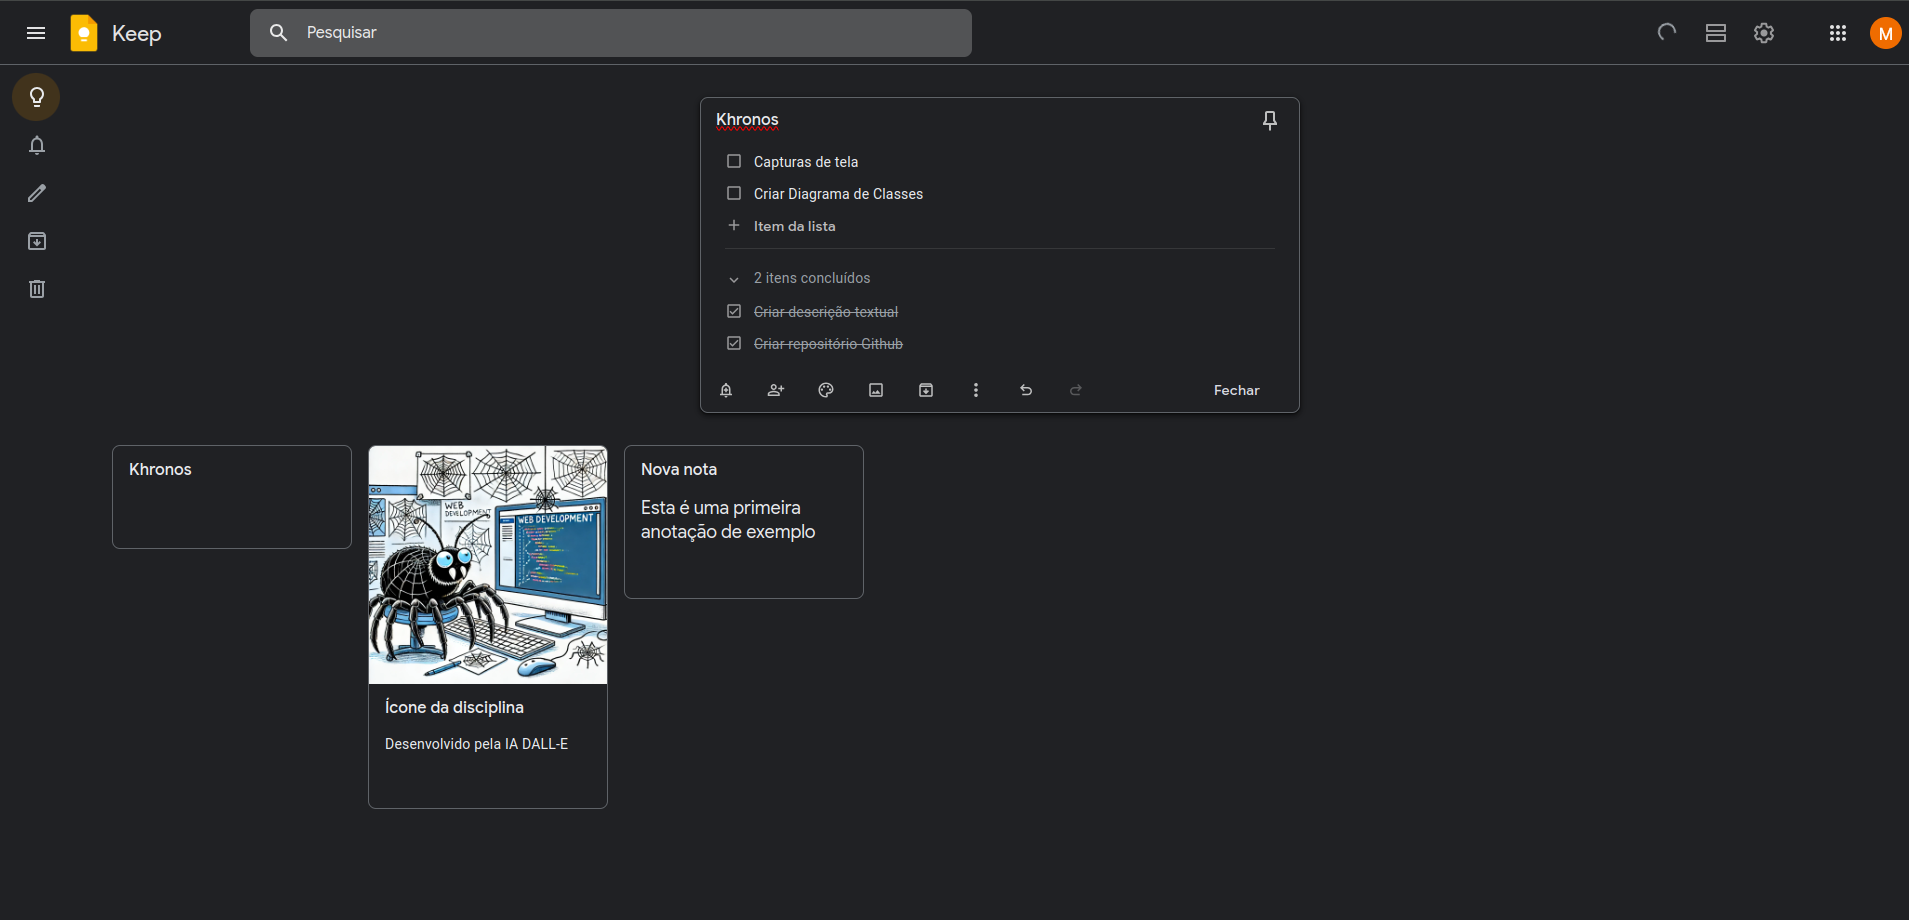 Keep
Pesquisar
M
Khronos
Capturas de tela
Criar Diagrama de Classes
Item da lista
2 itens concluídos
Criar descrição textual
Criar repositório Github
Fechar
Khronos
WEB
DEVELOPMENT
WEB DEVELOPMENT
Ícone da disciplina
Desenvolvido pela IA DALL-E
Nova nota
Esta é uma primeira
anotação de exemplo